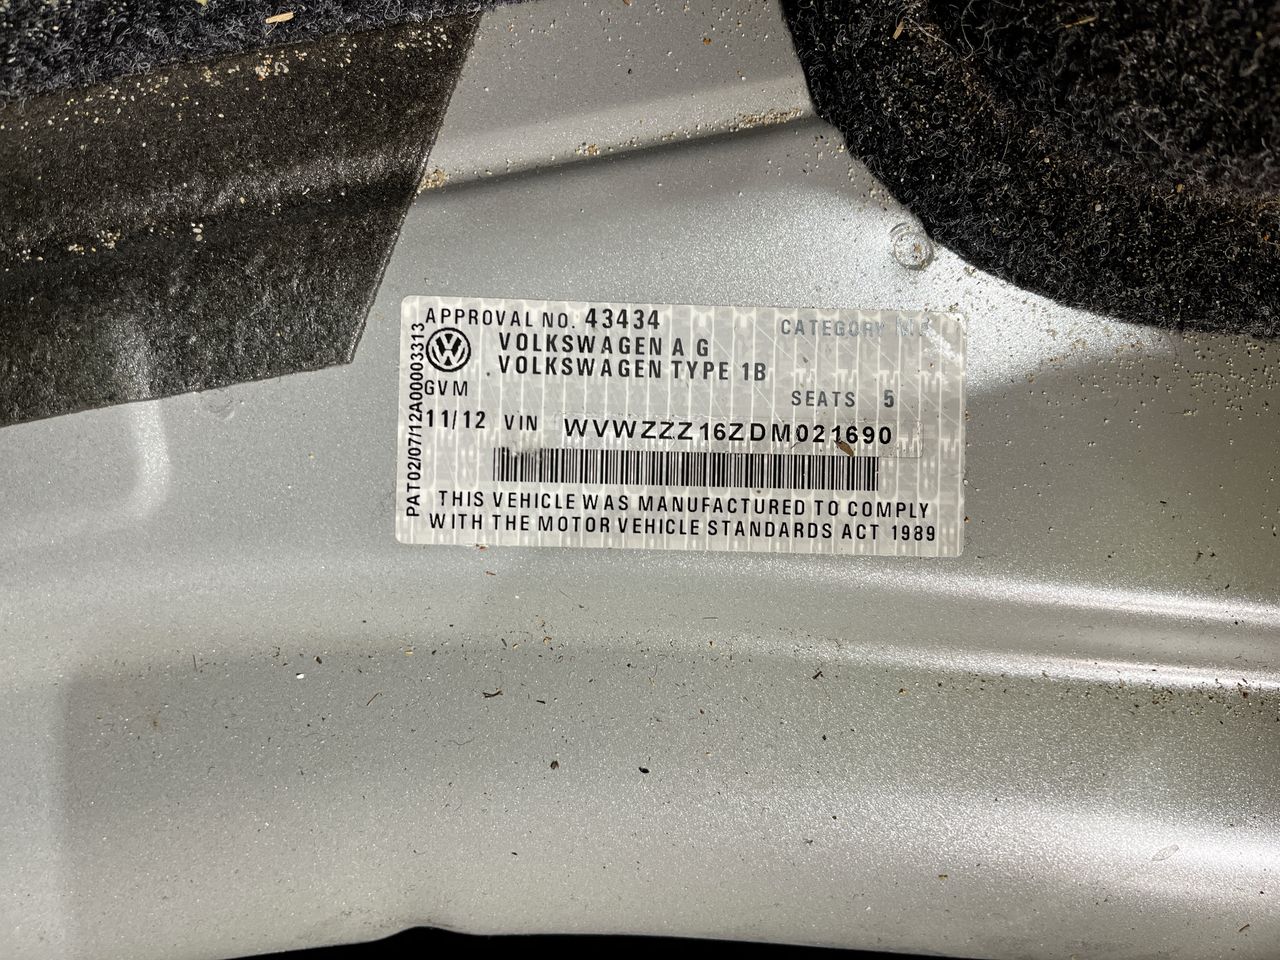 APPROVAL NO. 43434
CATEGORY
VOLKSWAGEN A G
VOLKSWAGEN TYPE 1B
GVM
SEATS 5
11/12 VIN WVWZZZ16ZDM021690
THIS VEHICLE WAS MANUFACTURED TO COMPLY
WITH THE MOTOR VEHICLE STANDARDS ACT 1989
PAT02/07/12A00003313